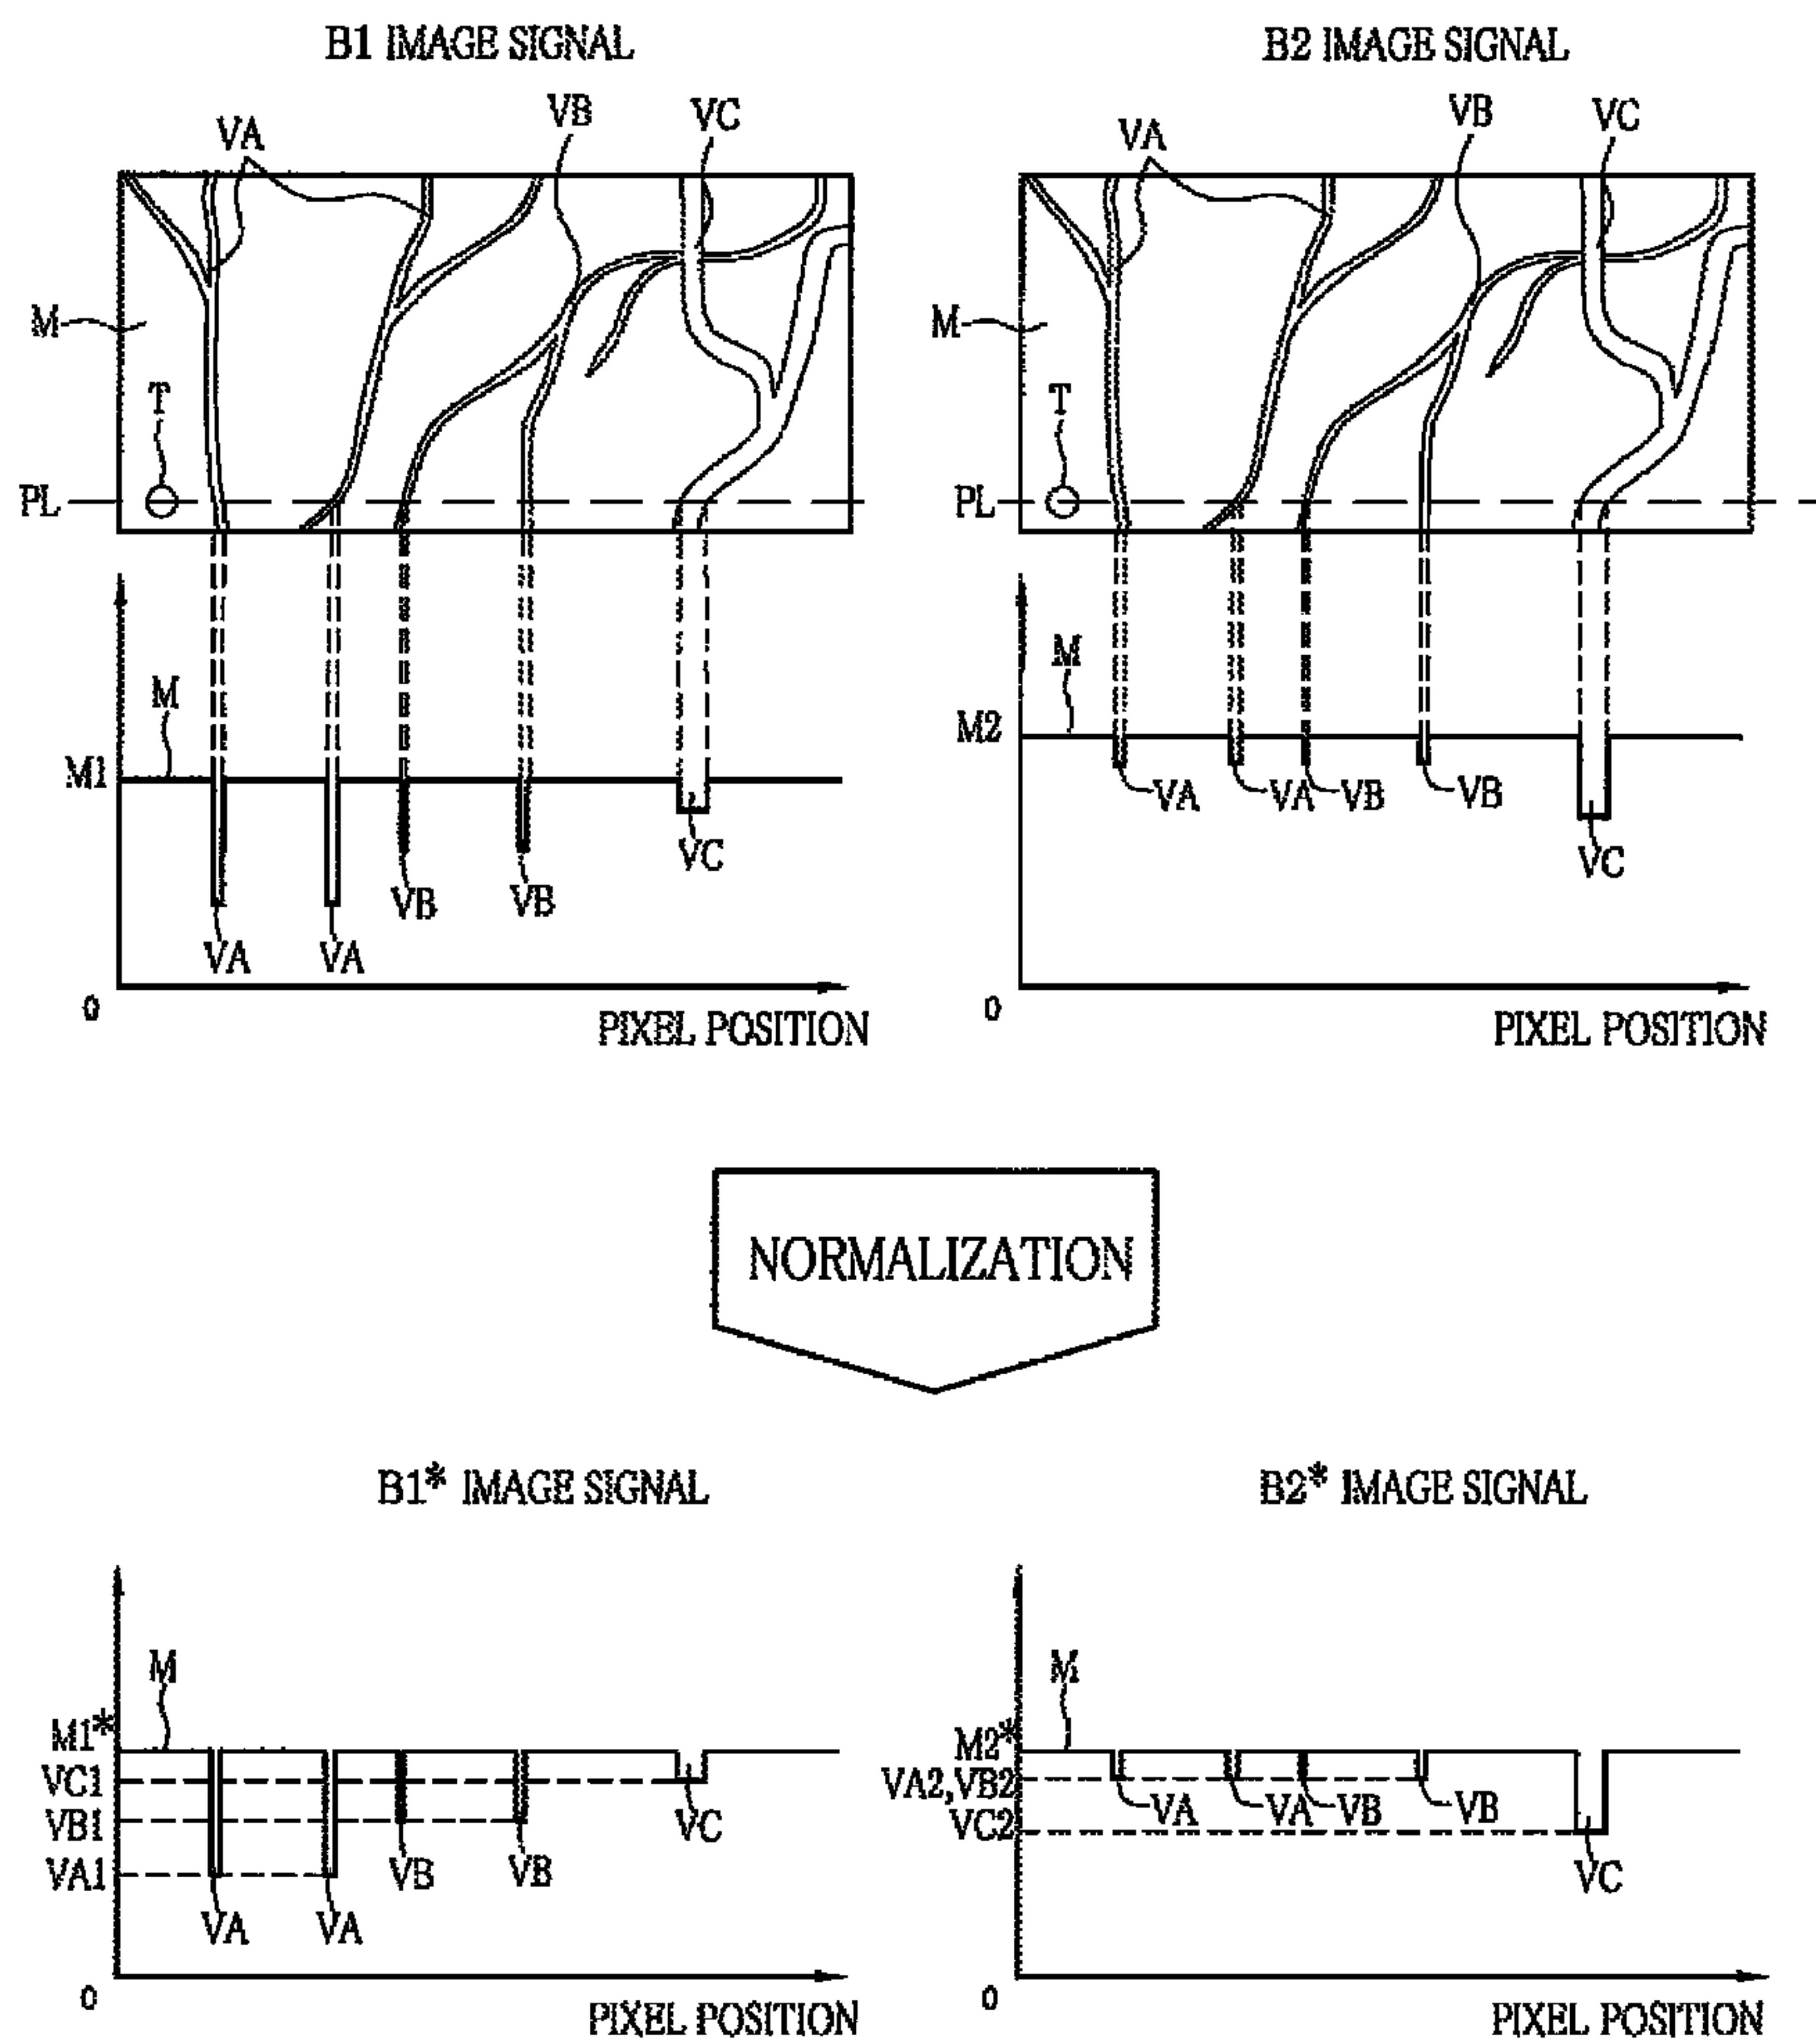 B1 IMAGE SIGNAL
VA
VB
VC
M
T
PL
M
M1
VA
VA
VB
VB
VC
0
PIXEL POSITION
B2 IMAGE SIGNAL
VA
VB
VC
M
T
PL
M
M2
VA
VA
VB
VB
VC
0
PIXEL POSITION
NORMALIZATION
B1* IMAGE SIGNAL
M
M1*
VC1
VB1
VA1
VA
VA
VB
VB
VC
0
PIXEL POSITION
B2* IMAGE SIGNAL
M
M2*
VA2,VB2
VC2
VA
VA
VB
VB
VC
0
PIXEL POSITION